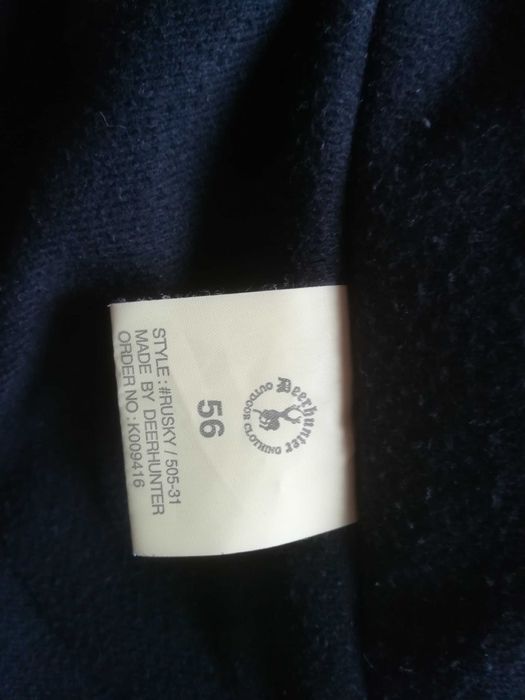 Deerhunter
OUTDOOR CLOTHING
56
STYLE : #RUSKY / 505-31
MADE BY DEERHUNTER
ORDER NO : K009416